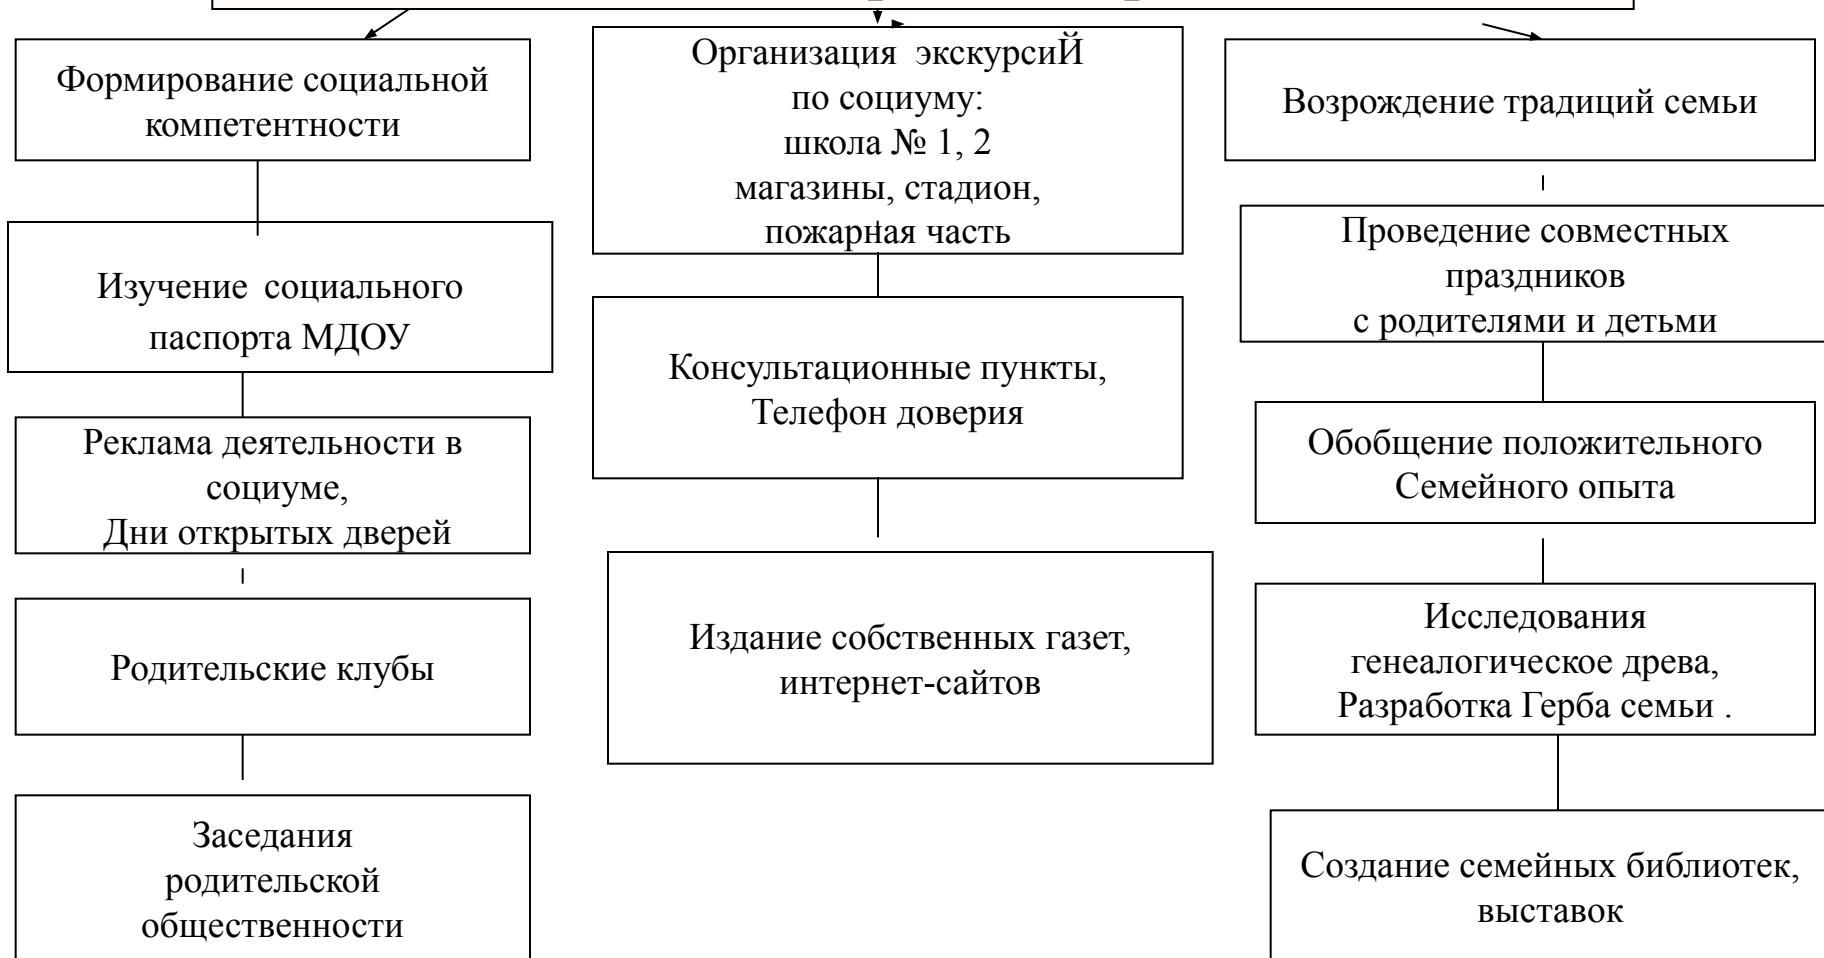 Формирование социальной
компетентности
Изучение социального
паспорта МДОУ
Реклама деятельности в
социуме,
Дни открытых дверей
Родительские клубы
Заседания
родительской
общественности
Организация экскурсиЙ
по социуму:
школа № 1, 2
магазины, стадион,
пожарная часть
Консультационные пункты,
Телефон доверия
Издание собственных газет,
интернет-сайтов
Возрождение традиций семьи
Проведение совместных
праздников
с родителями и детьми
Обобщение положительного
Семейного опыта
Исследования
генеалогическое древа,
Разработка Герба семьи .
Создание семейных библиотек,
выставок